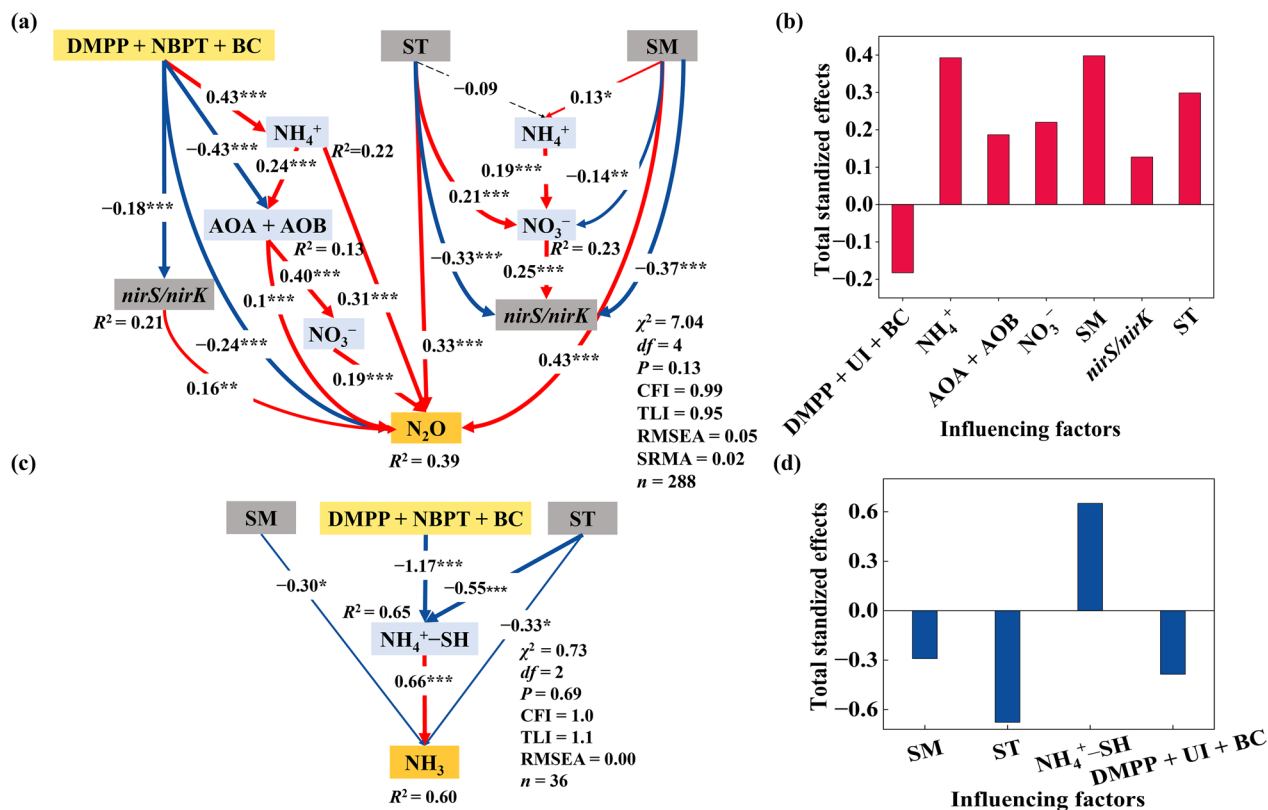 (a)
DMPP + NBPT + BC
ST
SM
0.43***
−0.09
0.13*
NH₄⁺
R²=0.22
NH₄⁺
−0.43***
0.24***
0.19***
−0.14**
0.21***
−0.18***
AOA + AOB
R² = 0.13
NO₃⁻
R² = 0.23
−0.33***
−0.37***
0.40***
0.25***
nirS/nirK
R² = 0.21
0.1***
0.31***
nirS/nirK
NO₃⁻
−0.24***
0.33***
0.43***
0.16**
0.19***
N₂O
R² = 0.39
χ² = 7.04
df = 4
P = 0.13
CFI = 0.99
TLI = 0.95
RMSEA = 0.05
SRMA = 0.02
n = 288
(b)
Total standized effects
0.4
0.3
0.2
0.1
0.0
−0.1
−0.2
DMPP + UI + BC
NH₄⁺
AOA + AOB
NO₃⁻
SM
nirS/nirK
ST
Influencing factors
(c)
SM
DMPP + NBPT + BC
ST
−1.17***
−0.30*
−0.55***
R² = 0.65
NH₄⁺−SH
−0.33*
0.66***
NH₃
R² = 0.60
χ² = 0.73
df = 2
P = 0.69
CFI = 1.0
TLI = 1.1
RMSEA = 0.00
n = 36
(d)
Total standized effects
0.6
0.3
0.0
−0.3
−0.6
SM
ST
NH₄⁺−SH
DMPP + UI + BC
Influencing factors